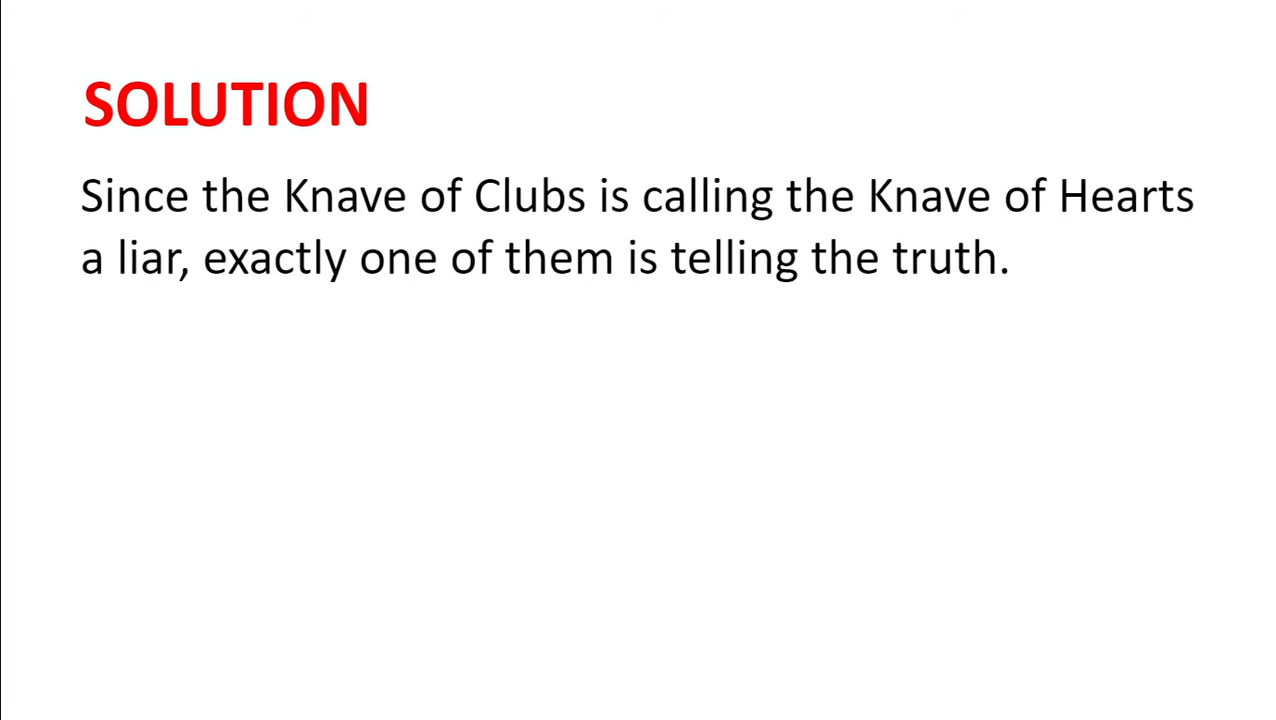 SOLUTION
Since the Knave of Clubs is calling the Knave of Hearts
a liar, exactly one of them is telling the truth.